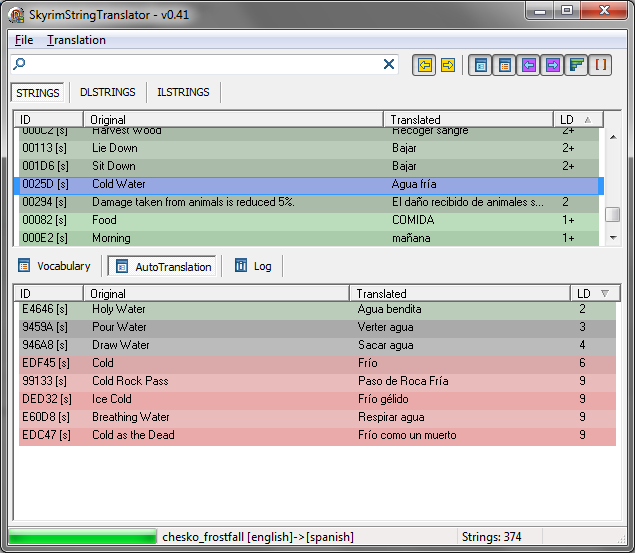 SkyrimStringTranslator - v0.41
File Translation
STRINGS DLSTRINGS ILSTRINGS
ID Original Translated LD
000C2 [s] Harvest Wood Recoger sangre 2+
00113 [s] Lie Down Bajar 2+
001D6 [s] Sit Down Bajar 2+
0025D [s] Cold Water Agua fría
00294 [s] Damage taken from animals is reduced 5%. El daño recibido de animales s... 2
00082 [s] Food COMIDA 1+
000E2 [s] Morning mañana 1+
Vocabulary AutoTranslation Log
ID Original Translated LD
E4646 [s] Holy Water Agua bendita 2
9459A [s] Pour Water Verter agua 3
946A8 [s] Draw Water Sacar agua 4
EDF45 [s] Cold Frío 6
99133 [s] Cold Rock Pass Paso de Roca Fría 9
DED32 [s] Ice Cold Frío gélido 9
E60D8 [s] Breathing Water Respirar agua 9
EDC47 [s] Cold as the Dead Frío como un muerto 9
chesko_frostfall [english]->[spanish] Strings: 374